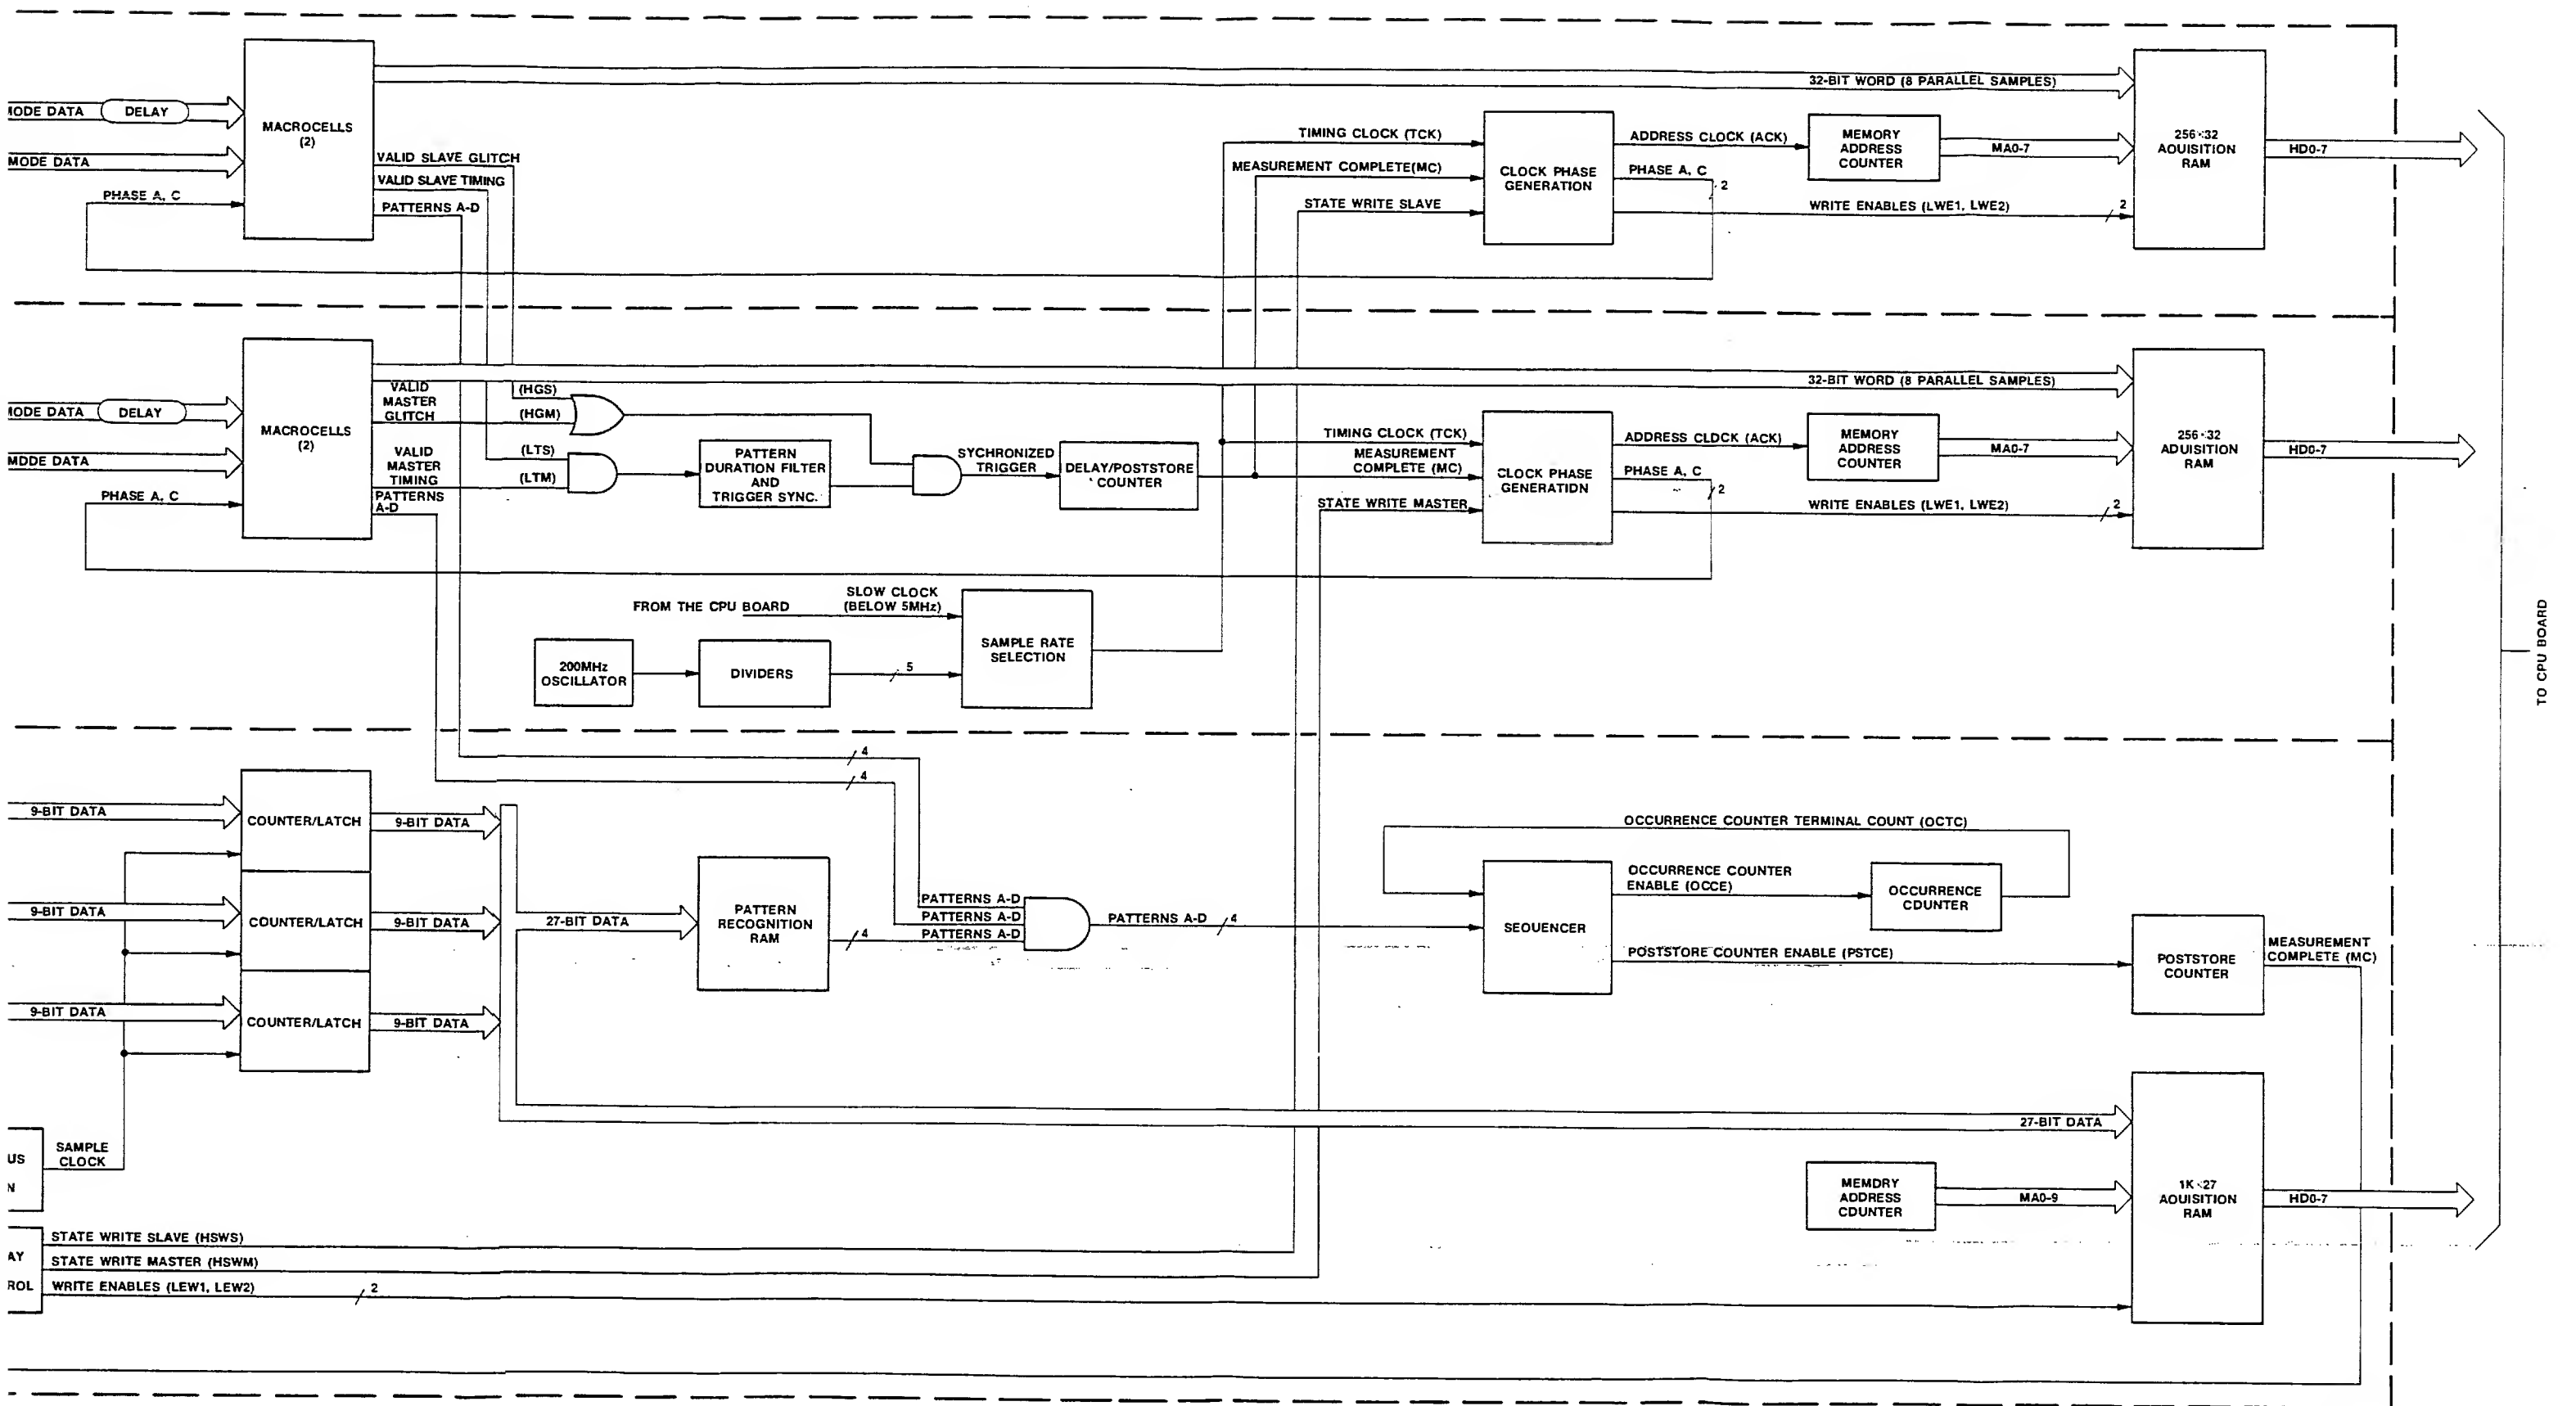 32-BIT WORD (8 PARALLEL SAMPLES)
MODE DATA
DELAY
MACROCELLS
(2)
MODE DATA
VALID SLAVE GLITCH
VALID SLAVE TIMING
PHASE A, C
PATTERNS A-D
TIMING CLOCK (TCK)
MEASUREMENT COMPLETE(MC)
STATE WRITE SLAVE
CLOCK PHASE
GENERATION
ADDRESS CLOCK (ACK)
PHASE A, C
2
WRITE ENABLES (LWE1, LWE2)
2
MEMORY
ADDRESS
COUNTER
MA0-7
256×32
AOUISITION
RAM
HD0-7
32-BIT WORD (8 PARALLEL SAMPLES)
IODE DATA
DELAY
MACROCELLS
(2)
MDDE DATA
PHASE A, C
VALID
MASTER
GLITCH
VALID
MASTER
TIMING
PATTERNS
A-D
(HGS)
(HGM)
(LTS)
(LTM)
PATTERN
DURATION FILTER
AND
TRIGGER SYNC.
SYCHRONIZED
TRIGGER
DELAY/POSTSTORE
COUNTER
TIMING CLOCK (TCK)
MEASUREMENT
COMPLETE (MC)
STATE WRITE MASTER
CLOCK PHASE
GENERATIDN
ADDRESS CLDCK (ACK)
PHASE A, C
2
WRITE ENABLES (LWE1, LWE2)
2
MEMORY
ADDRESS
COUNTER
MA0-7
256×32
ADUISITION
RAM
HD0-7
FROM THE CPU BOARD
SLOW CLOCK
(BELOW 5MHz)
200MHz
OSCILLATOR
DIVIDERS
5
SAMPLE RATE
SELECTION
TO CPU BOARD
4
4
9-BIT DATA
COUNTER/LATCH
9-BIT DATA
9-BIT DATA
COUNTER/LATCH
9-BIT DATA
9-BIT DATA
COUNTER/LATCH
9-BIT DATA
27-BIT DATA
PATTERN
RECOGNITION
RAM
4
PATTERNS A-D
PATTERNS A-D
PATTERNS A-D
PATTERNS A-D
4
OCCURRENCE COUNTER TERMINAL COUNT (OCTC)
SEOUENCER
OCCURRENCE COUNTER
ENABLE (OCCE)
OCCURRENCE
CDUNTER
POSTSTORE COUNTER ENABLE (PSTCE)
POSTSTORE
COUNTER
MEASUREMENT
COMPLETE (MC)
27-BIT DATA
US
N
SAMPLE
CLOCK
MEMDRY
ADDRESS
CDUNTER
MA0-9
1K×27
AOUISITION
RAM
HD0-7
AY
ROL
STATE WRITE SLAVE (HSWS)
STATE WRITE MASTER (HSWM)
WRITE ENABLES (LEW1, LEW2)
2